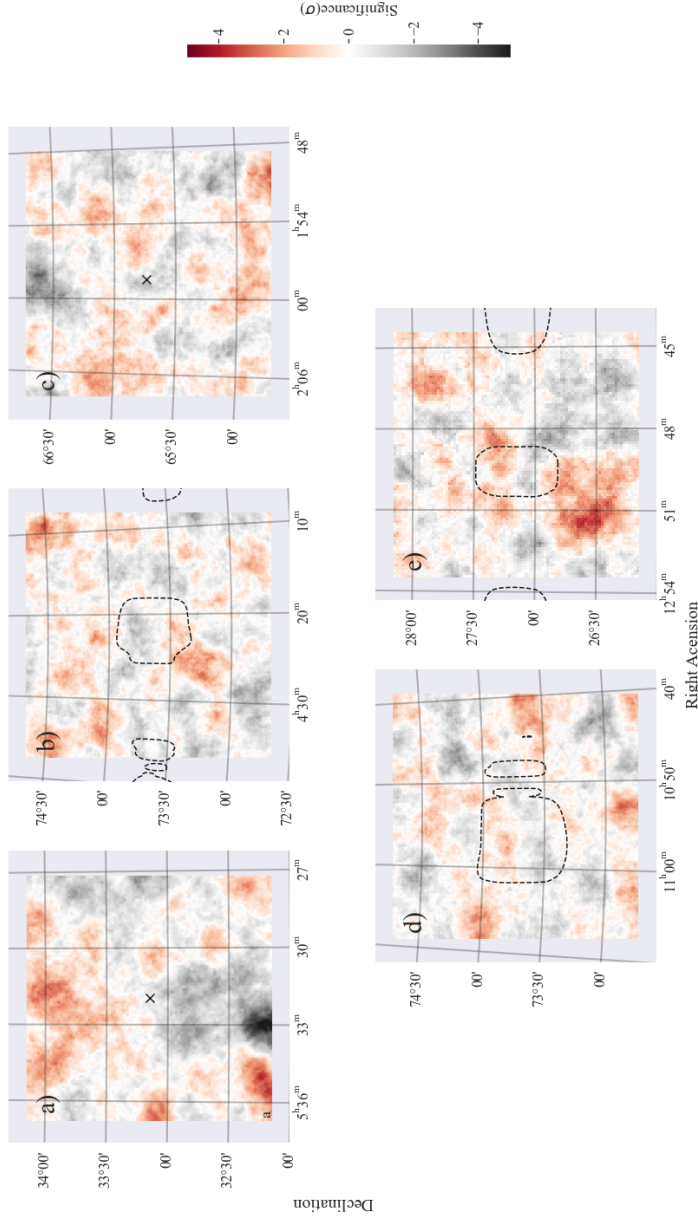 Significance(σ)
4
2
0
−2
−4
a)
34°00'
33°00'
00'
32°30'
00'
5ʰ36ᵐ
33ᵐ
30ᵐ
27ᵐ
a
b)
74°30'
00'
73°30'
00'
72°30'
4ʰ30ᵐ
20ᵐ
10ᵐ
c)
66°30'
00'
65°30'
00'
2ʰ06ᵐ
00ᵐ
1ʰ54ᵐ
48ᵐ
d)
74°30'
00'
73°30'
00'
11ʰ00ᵐ
10ʰ50ᵐ
40ᵐ
e)
28°00'
27°30'
00'
26°30'
12ʰ54ᵐ
51ᵐ
48ᵐ
45ᵐ
Declination
Right Acension